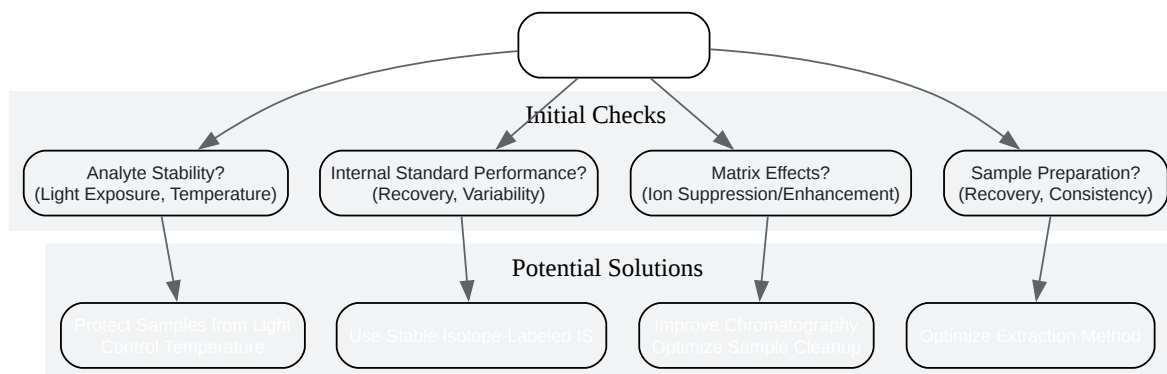 Initial Checks
Analyte Stability?
(Light Exposure, Temperature)
Internal Standard Performance?
(Recovery, Variability)
Matrix Effects?
(Ion Suppression/Enhancement)
Sample Preparation?
(Recovery, Consistency)
Potential Solutions
Protect Samples from Light
Control Temperature
Use Stable Isotope-Labeled IS
Improve Chromatography
Optimize Sample Cleanup
Optimize Extraction Method